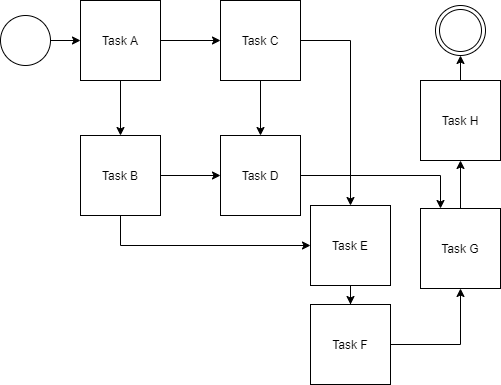 Task A
Task C
Task H
Task B
Task D
Task E
Task G
Task F